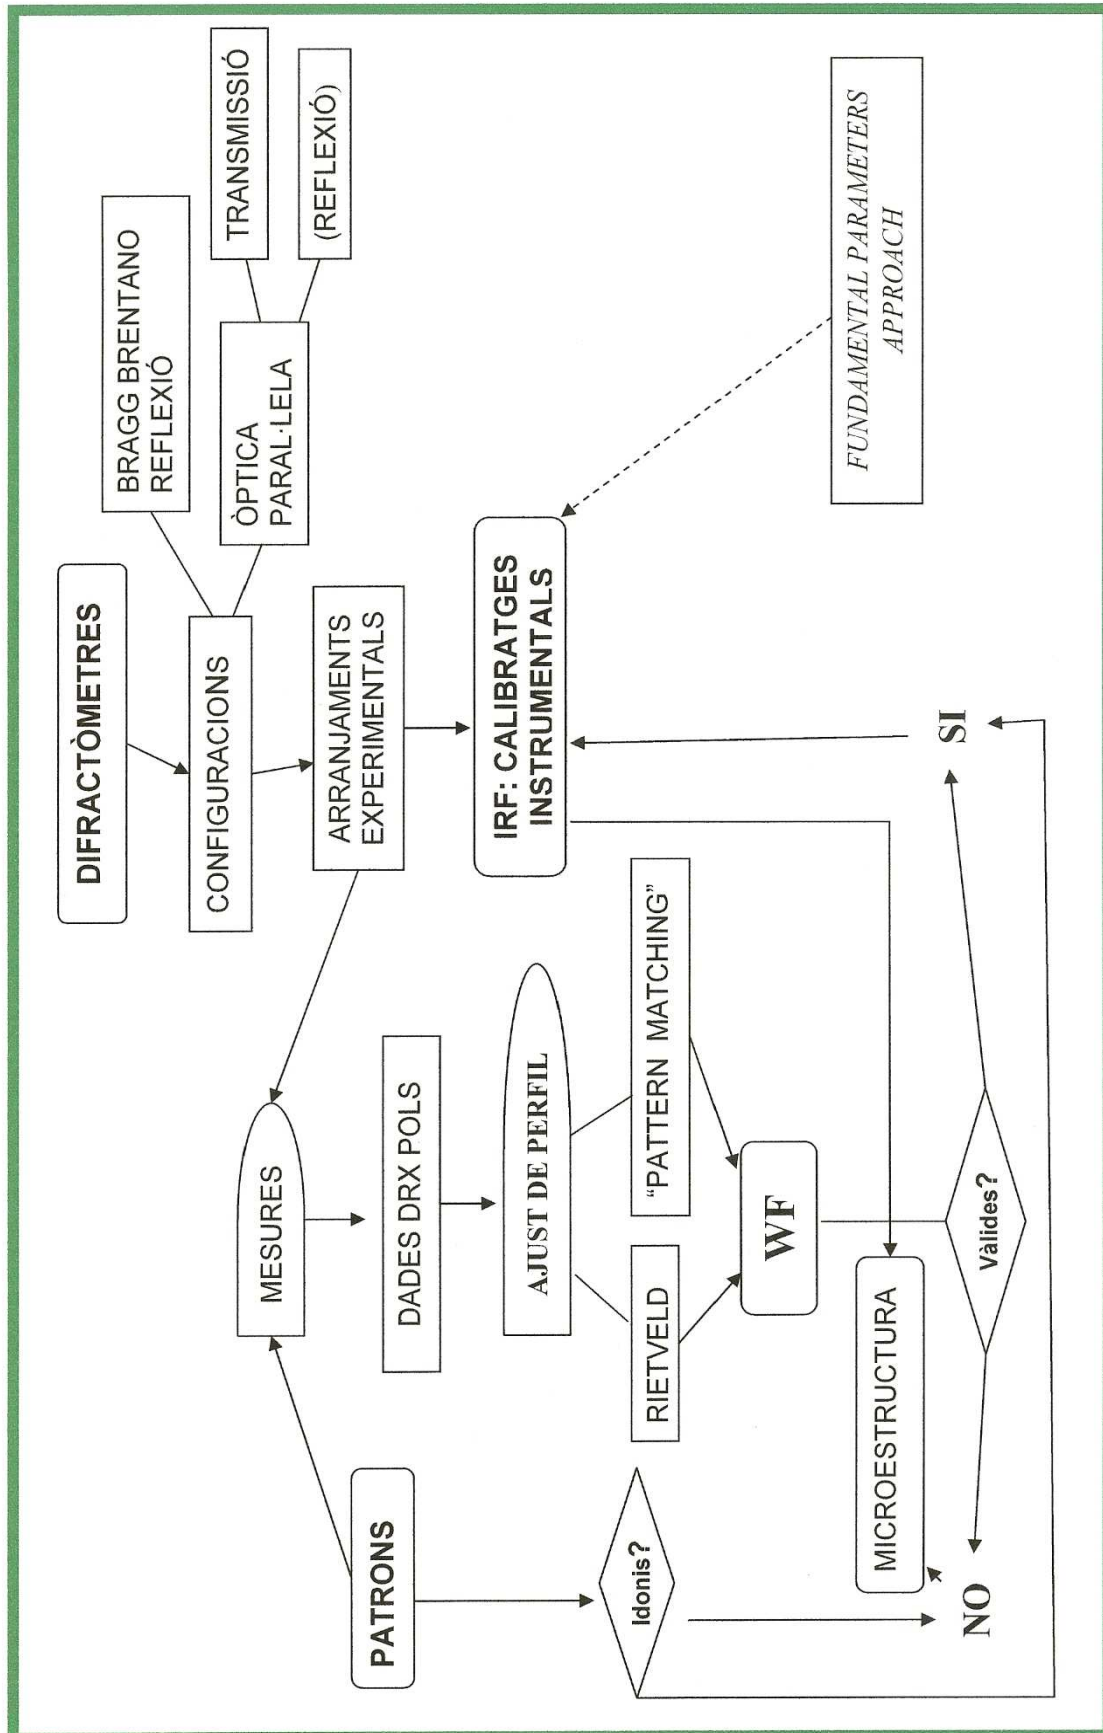 DIFRACTÒMETRES
CONFIGURACIONS
BRAGG BRENTANO
REFLEXIÓ
ÒPTICA
PARAL·LELA
TRANSMISSIÓ
(REFLEXIÓ)
ARRANJAMENTS
EXPERIMENTALS
MESURES
PATRONS
DADES DRX POLS
IRF: CALIBRATGES
INSTRUMENTALS
AJUST DE PERFIL
RIETVELD
"PATTERN MATCHING"
Idonis?
WF
FUNDAMENTAL PARAMETERS
APPROACH
MICROESTRUCTURA
Vàlides?
NO
SI